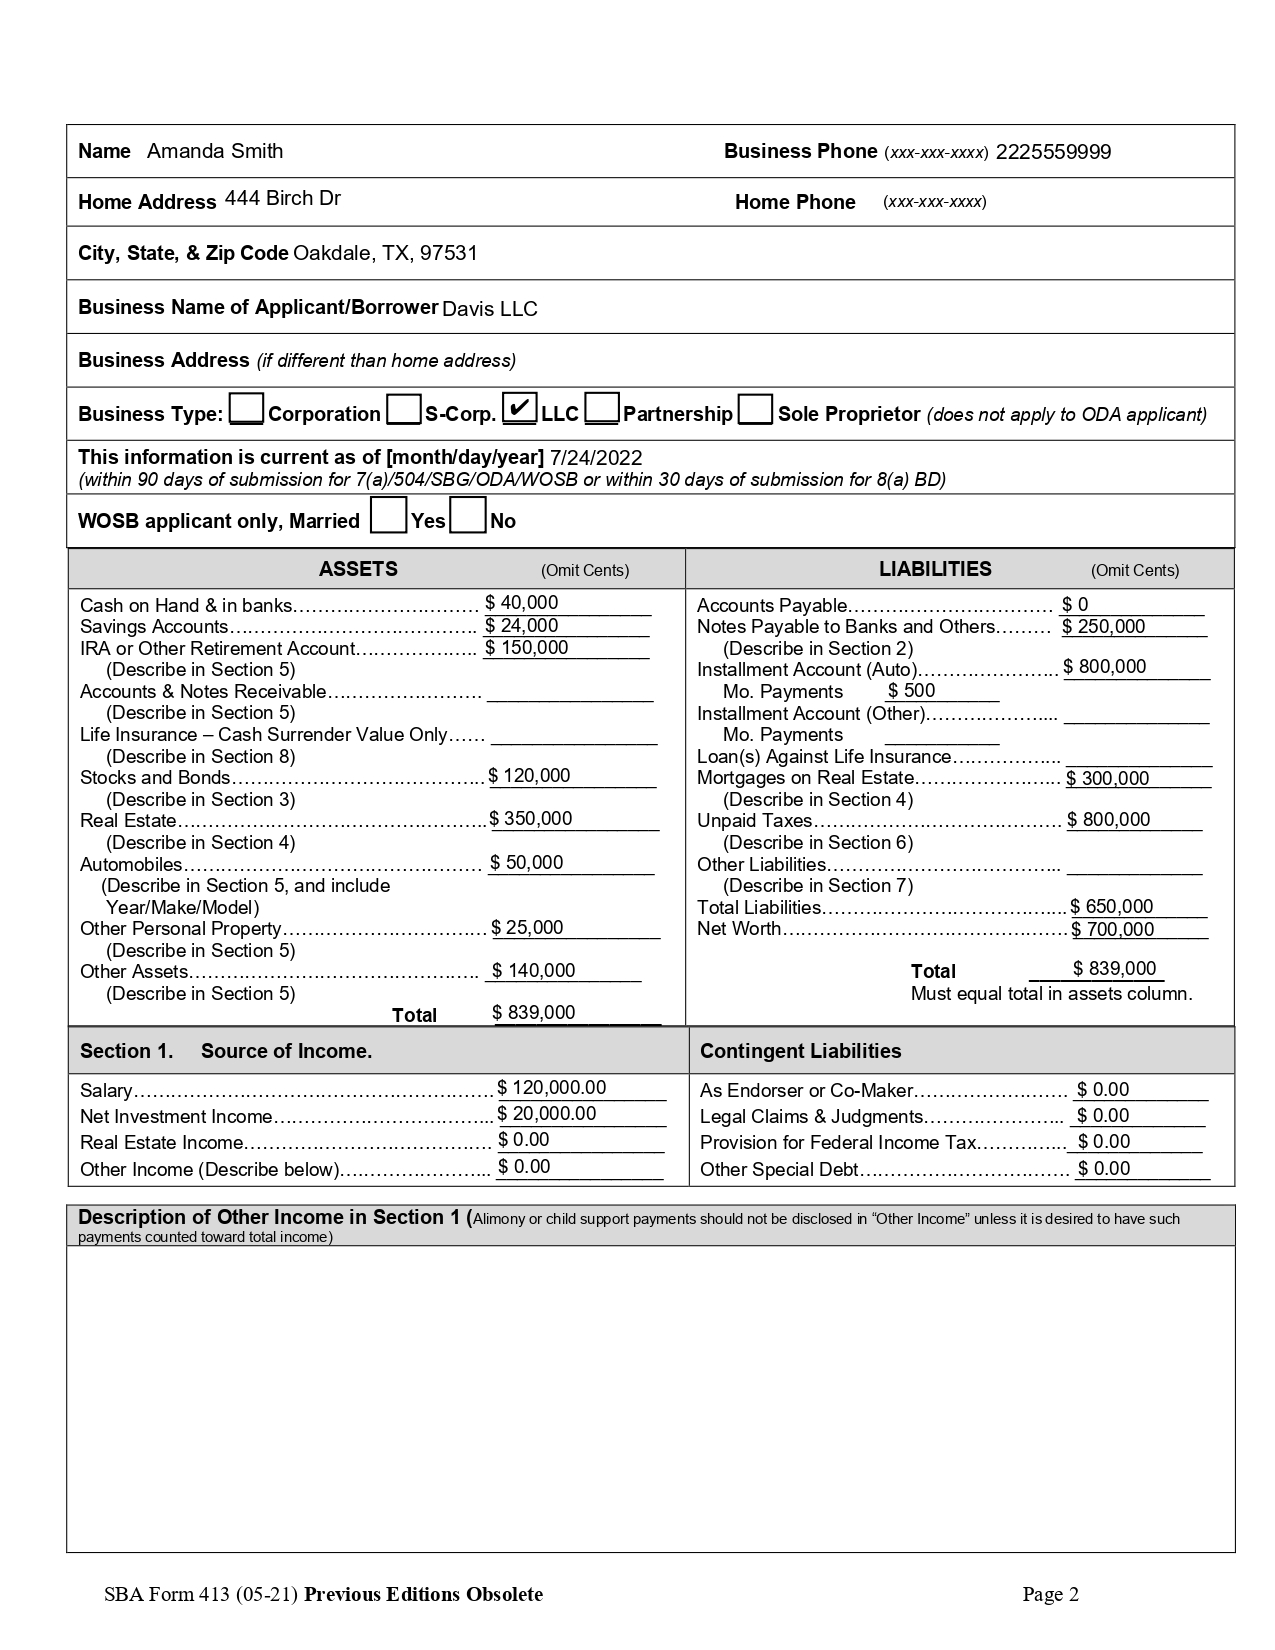 Name Amanda Smith Business Phone (xxx-xxx-xxxx) 2225559999
Home Address 444 Birch Dr Home Phone (xxx-xxx-xxxx)
City, State, & Zip Code Oakdale, TX, 97531
Business Name of Applicant/Borrower Davis LLC
Business Address (if different than home address)
Business Type: Corporation S-Corp. ✔ LLC Partnership Sole Proprietor (does not apply to ODA applicant)
This information is current as of [month/day/year] 7/24/2022
(within 90 days of submission for 7(a)/504/SBG/ODA/WOSB or within 30 days of submission for 8(a) BD)
WOSB applicant only, Married Yes No
ASSETS (Omit Cents)
Cash on Hand & in banks........................ $ 40,000
Savings Accounts........................ $ 24,000
IRA or Other Retirement Account........................ $ 150,000
(Describe in Section 5)
Accounts & Notes Receivable........................
(Describe in Section 5)
Life Insurance – Cash Surrender Value Only......
(Describe in Section 8)
Stocks and Bonds........................ $ 120,000
(Describe in Section 3)
Real Estate........................ $ 350,000
(Describe in Section 4)
Automobiles........................ $ 50,000
(Describe in Section 5, and include
Year/Make/Model)
Other Personal Property........................ $ 25,000
(Describe in Section 5)
Other Assets........................ $ 140,000
(Describe in Section 5)
Total $ 839,000
LIABILITIES (Omit Cents)
Accounts Payable........................ $ 0
Notes Payable to Banks and Others......... $ 250,000
(Describe in Section 2)
Installment Account (Auto)........................ $ 800,000
Mo. Payments $ 500
Installment Account (Other)........................
Mo. Payments
Loan(s) Against Life Insurance..................
Mortgages on Real Estate........................ $ 300,000
(Describe in Section 4)
Unpaid Taxes........................ $ 800,000
(Describe in Section 6)
Other Liabilities........................
(Describe in Section 7)
Total Liabilities........................ $ 650,000
Net Worth........................ $ 700,000
Total $ 839,000
Must equal total in assets column.
Section 1. Source of Income.
Salary........................ $ 120,000.00
Net Investment Income........................ $ 20,000.00
Real Estate Income........................ $ 0.00
Other Income (Describe below)........................ $ 0.00
Contingent Liabilities
As Endorser or Co-Maker........................ $ 0.00
Legal Claims & Judgments........................ $ 0.00
Provision for Federal Income Tax............... $ 0.00
Other Special Debt........................ $ 0.00
Description of Other Income in Section 1 (Alimony or child support payments should not be disclosed in “Other Income” unless it is desired to have such
payments counted toward total income)
SBA Form 413 (05-21) Previous Editions Obsolete Page 2